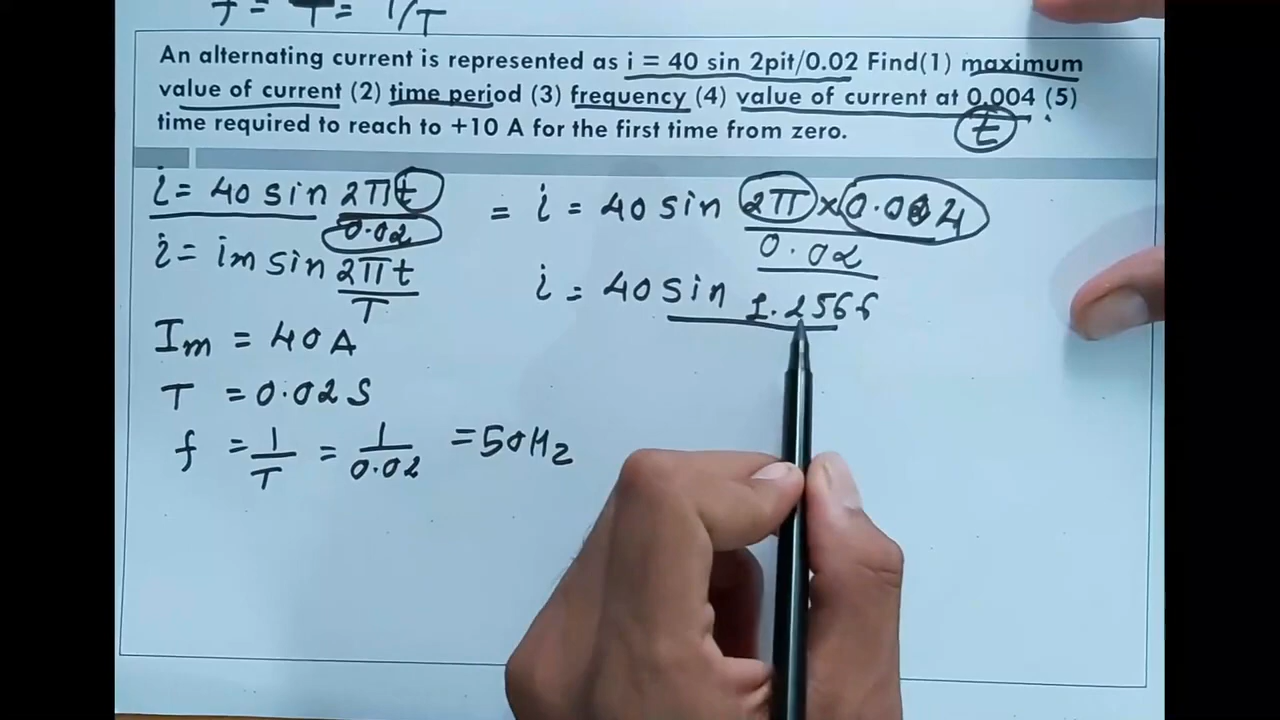 f = T = 1/T
An alternating current is represented as i = 40 sin 2pit/0.02 Find(1) maximum
value of current (2) time period (3) frequency (4) value of current at 0.004 (5)
time required to reach to +10 A for the first time from zero.
t
i = 40 sin 2πt/0.02
i = im sin 2πt/T
Im = 40A
T = 0.02 S
f = 1/T = 1/0.02 = 50Hz
= i = 40 sin 2π×0.004/0.02
i = 40 sin 1.2566